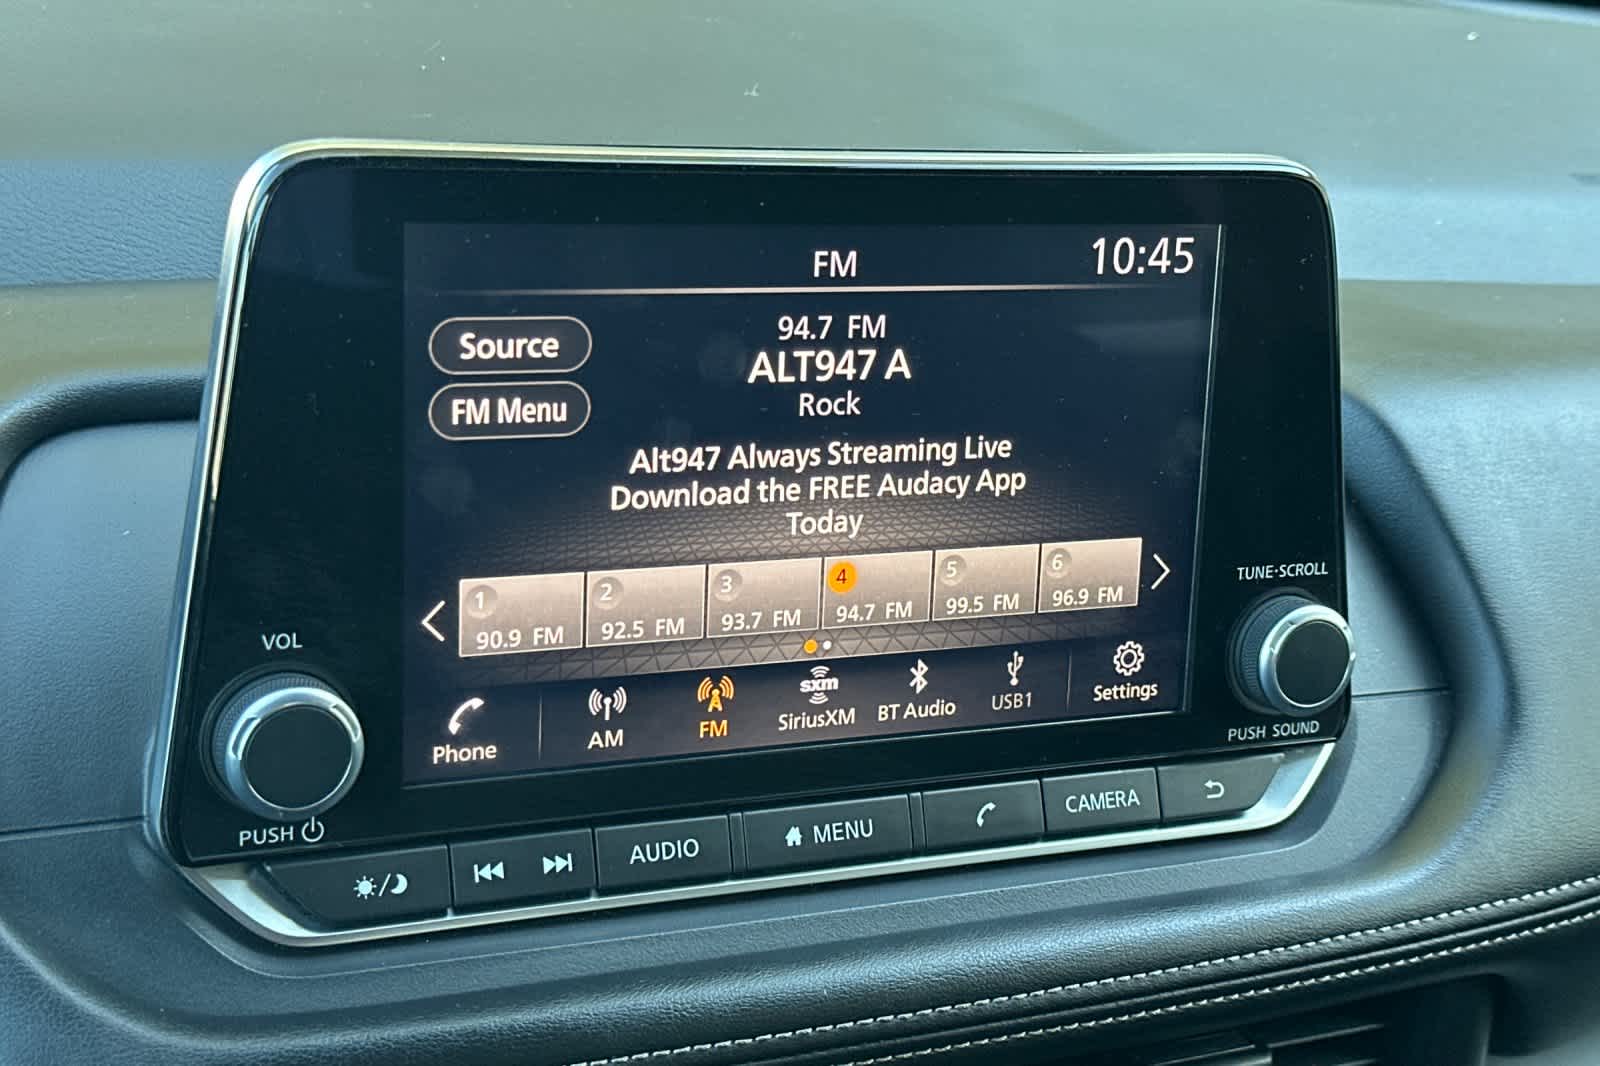 FM
10:45
Source
FM Menu
94.7 FM
ALT947 A
Rock
Alt947 Always Streaming Live
Download the FREE Audacy App
Today
1
90.9 FM
2
92.5 FM
3
93.7 FM
4
94.7 FM
5
99.5 FM
6
96.9 FM
Phone
AM
FM
sxm
SiriusXM
BT Audio
USB1
Settings
VOL
PUSH
TUNE·SCROLL
PUSH SOUND
AUDIO
MENU
CAMERA